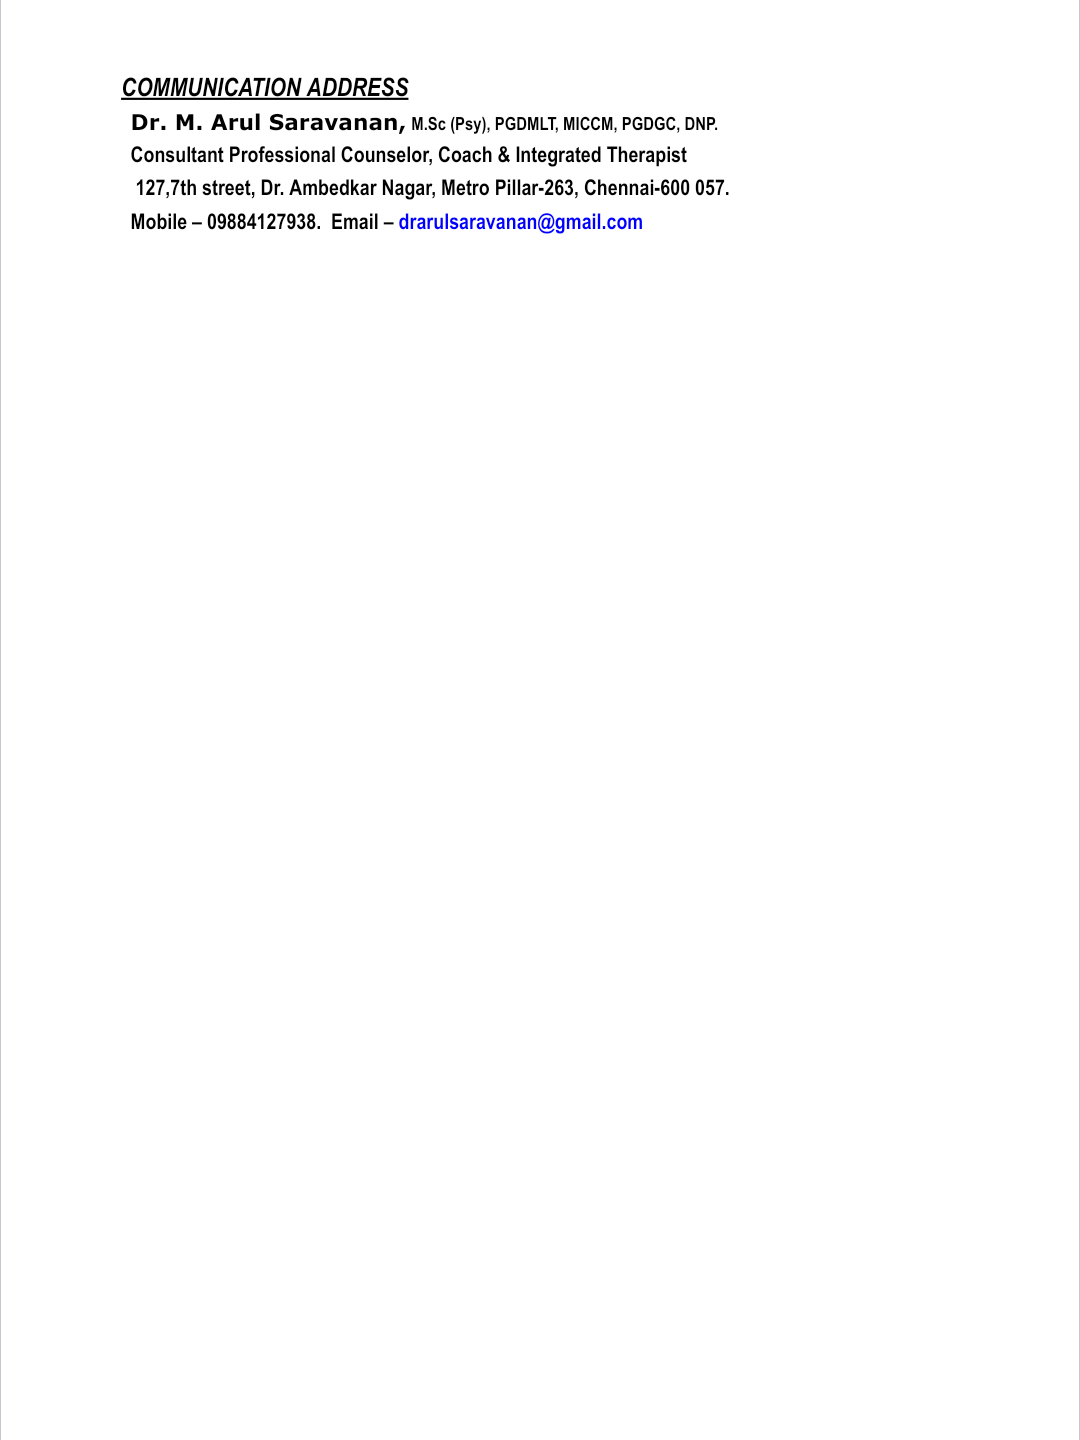 COMMUNICATION ADDRESS
Dr. M. Arul Saravanan, M.Sc (Psy), PGDMLT, MICCM, PGDGC, DNP.
Consultant Professional Counselor, Coach & Integrated Therapist
127,7th street, Dr. Ambedkar Nagar, Metro Pillar-263, Chennai-600 057.
Mobile – 09884127938.  Email – drarulsaravanan@gmail.com